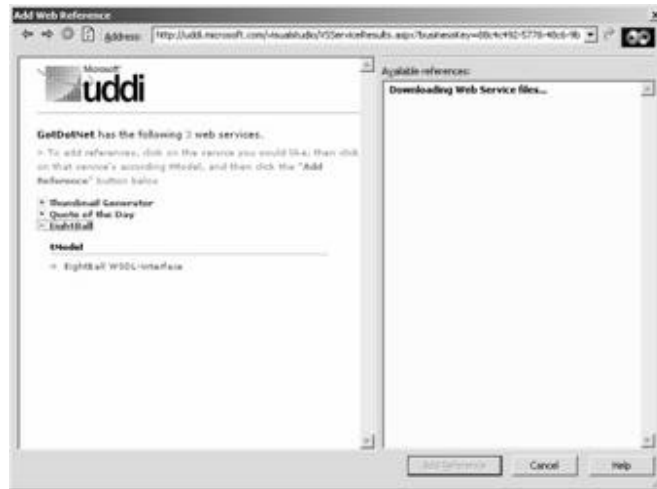 Add Web Reference
Address: http://uddi.microsoft.com/visualstudio/VSServiceResults.aspx?businessKey=
Microsoft
uddi
GotDotNet has the following 3 web services.
> To add references, click on the service you would like, then click
on that service's according tModel, and then click the "Add
Reference" button below
Thumbnail Generator
Quote of the Day
EightBall
tModel
EightBall WSDL-interface
Available references:
Downloading Web Service files...
Add Reference
Cancel
Help